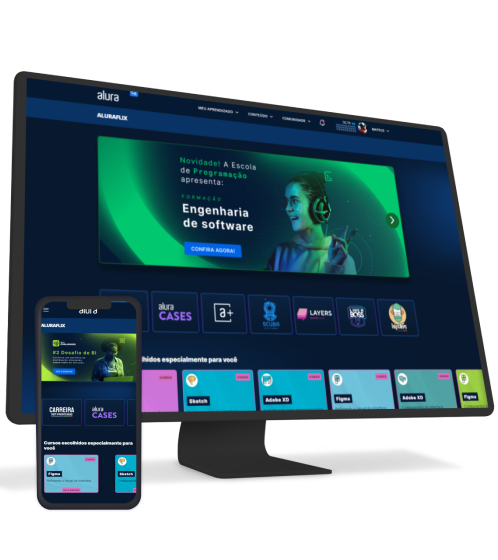 alura
MEU APRENDIZADO
CONTEÚDO
COMUNIDADE
MATEUS
ALURAFLIX
Novidade! A Escola
de Programação
apresenta:
FORMAÇÃO
Engenharia
de software
CONFIRA AGORA!
alura
CASES
a+
SCUBA
LAYERS
colhidos especialmente para você
Sketch
Adobe XD
Figma
Adobe XD
Figma
ALURAFLIX
#2 Desafio de BI
CARREIRA
alura
CASES
Cursos escolhidos especialmente para
você
Figma
Sketch